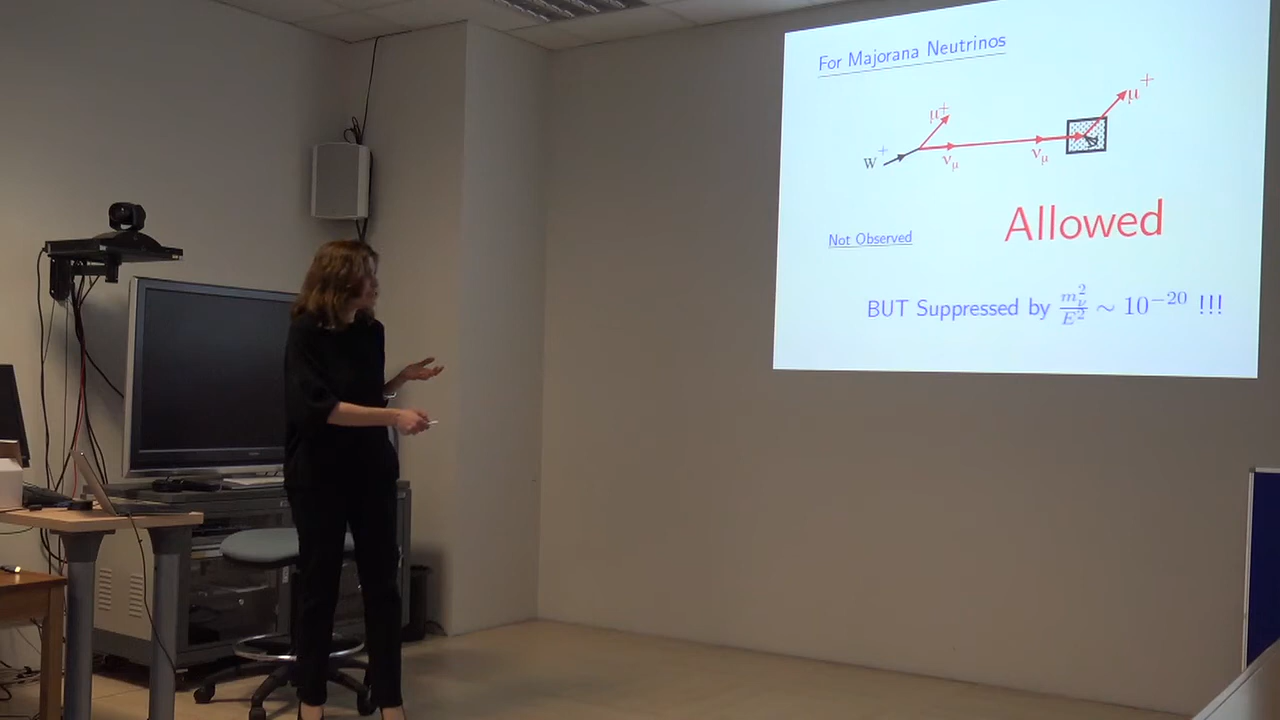 For Majorana Neutrinos
μ+
μ+
W+
νμ
νμ
Allowed
Not Observed
BUT Suppressed by m²ν/E² ∼ 10⁻²⁰ !!!